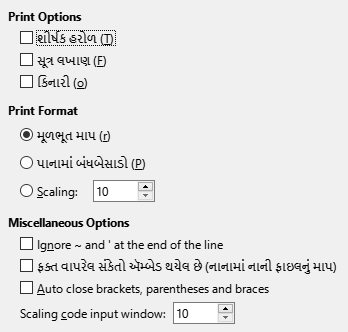 Print Options
શીર્ષક હરોળ (T)
સૂત્ર લખાણ (F)
કિનારી (o)
Print Format
મૂળભૂત માપ (r)
પાનામાં બંધબેસાડો (P)
Scaling: 10
Miscellaneous Options
Ignore ~ and ' at the end of the line
ફક્ત વાપરેલ સંકેતો ઍમ્બેડ થયેલ છે (નાનામાં નાની ફાઇલનું માપ)
Auto close brackets, parentheses and braces
Scaling code input window: 10